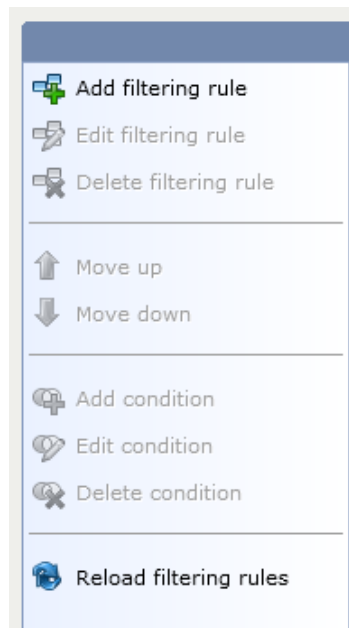 Add filtering rule
Edit filtering rule
Delete filtering rule
Move up
Move down
Add condition
Edit condition
Delete condition
Reload filtering rules